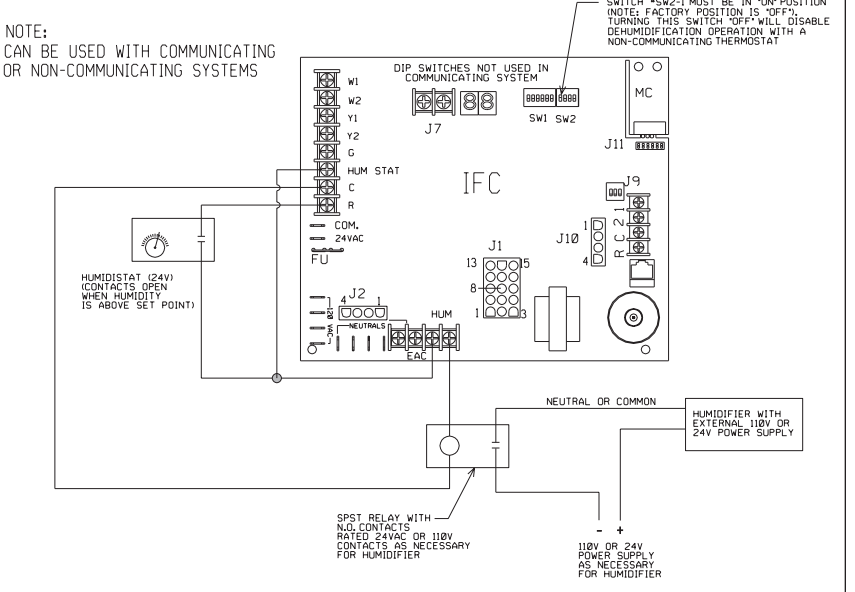 SWITCH "SW2-1 MUST BE IN "ON" POSITION
(NOTE: FACTORY POSITION IS "OFF").
TURNING THIS SWITCH "OFF" WILL DISABLE
DEHUMIDIFICATION OPERATION WITH A
NON-COMMUNICATING THERMOSTAT
NOTE:
CAN BE USED WITH COMMUNICATING
OR NON-COMMUNICATING SYSTEMS
DIP SWITCHES NOT USED IN
COMMUNICATING SYSTEM
W1
W2
Y1
Y2
G
HUM STAT
C
R
COM.
24VAC
FU
88
J7
SW1 SW2
MC
J11
IFC
J9
R C 2 1
J10
1
4
J1
13 15
8
1 3
J2
4 1
NEUTRALS
120 VAC
HUM
EAC
HUMIDISTAT (24V)
(CONTACTS OPEN
WHEN HUMIDITY
IS ABOVE SET POINT)
NEUTRAL OR COMMON
HUMIDIFIER WITH
EXTERNAL 110V OR
24V POWER SUPPLY
SPST RELAY WITH
N.O. CONTACTS
RATED 24VAC OR 110V
CONTACTS AS NECESSARY
FOR HUMIDIFIER
- +
110V OR 24V
POWER SUPPLY
AS NECESSARY
FOR HUMIDIFIER